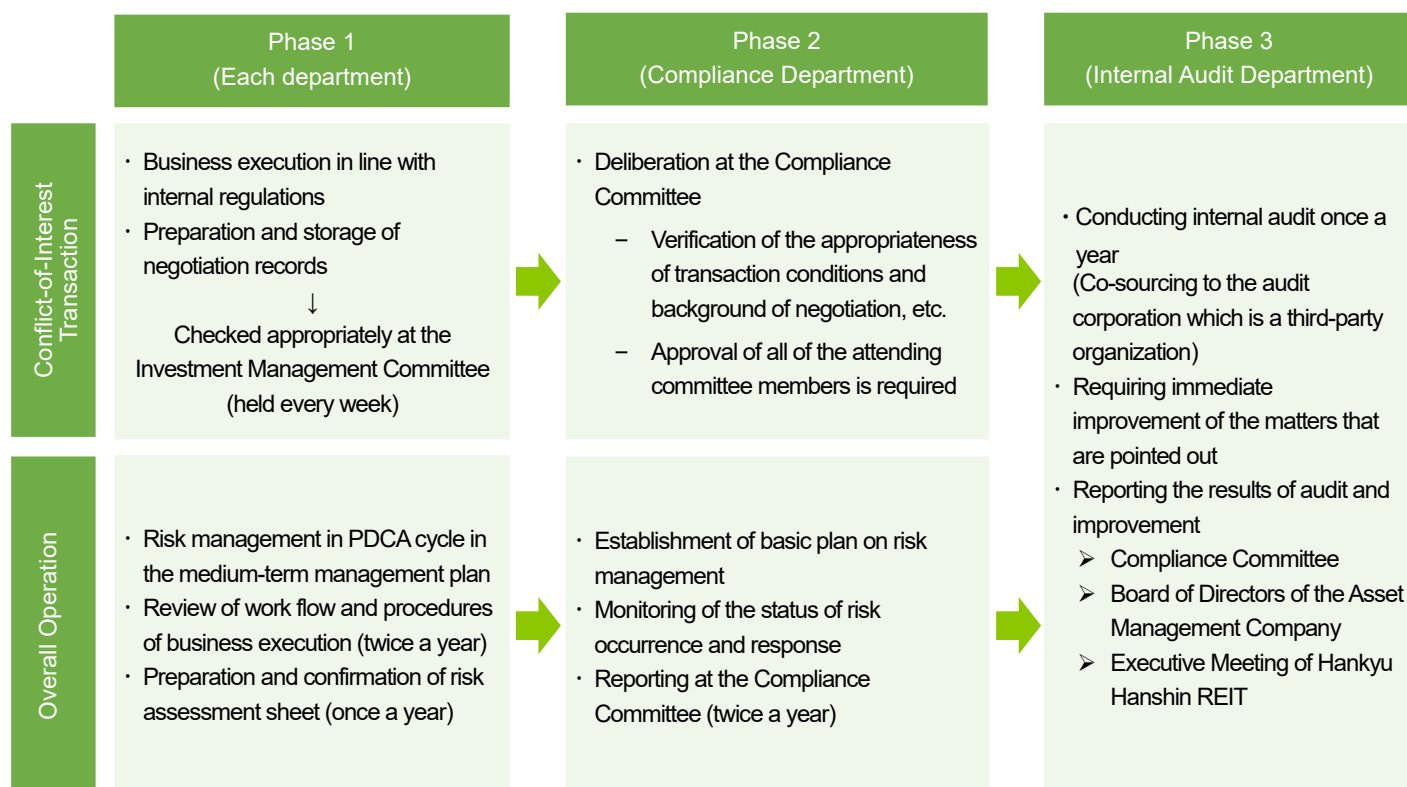 Phase 1
(Each department)
Phase 2
(Compliance Department)
Phase 3
(Internal Audit Department)
Conflict-of-Interest
Transaction
・ Business execution in line with
internal regulations
・ Preparation and storage of
negotiation records
↓
Checked appropriately at the
Investment Management Committee
(held every week)
・ Deliberation at the Compliance
Committee
– Verification of the appropriateness
of transaction conditions and
background of negotiation, etc.
– Approval of all of the attending
committee members is required
・Conducting internal audit once a
year
(Co-sourcing to the audit
corporation which is a third-party
organization)
・ Requiring immediate
improvement of the matters that
are pointed out
・ Reporting the results of audit and
improvement
➢ Compliance Committee
➢ Board of Directors of the Asset
Management Company
➢ Executive Meeting of Hankyu
Hanshin REIT
Overall Operation
・ Risk management in PDCA cycle in
the medium-term management plan
・ Review of work flow and procedures
of business execution (twice a year)
・ Preparation and confirmation of risk
assessment sheet (once a year)
・ Establishment of basic plan on risk
management
・ Monitoring of the status of risk
occurrence and response
・ Reporting at the Compliance
Committee (twice a year)